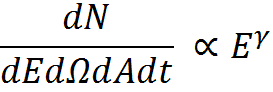 dN
dEdΩdAdt ∝ E^γ